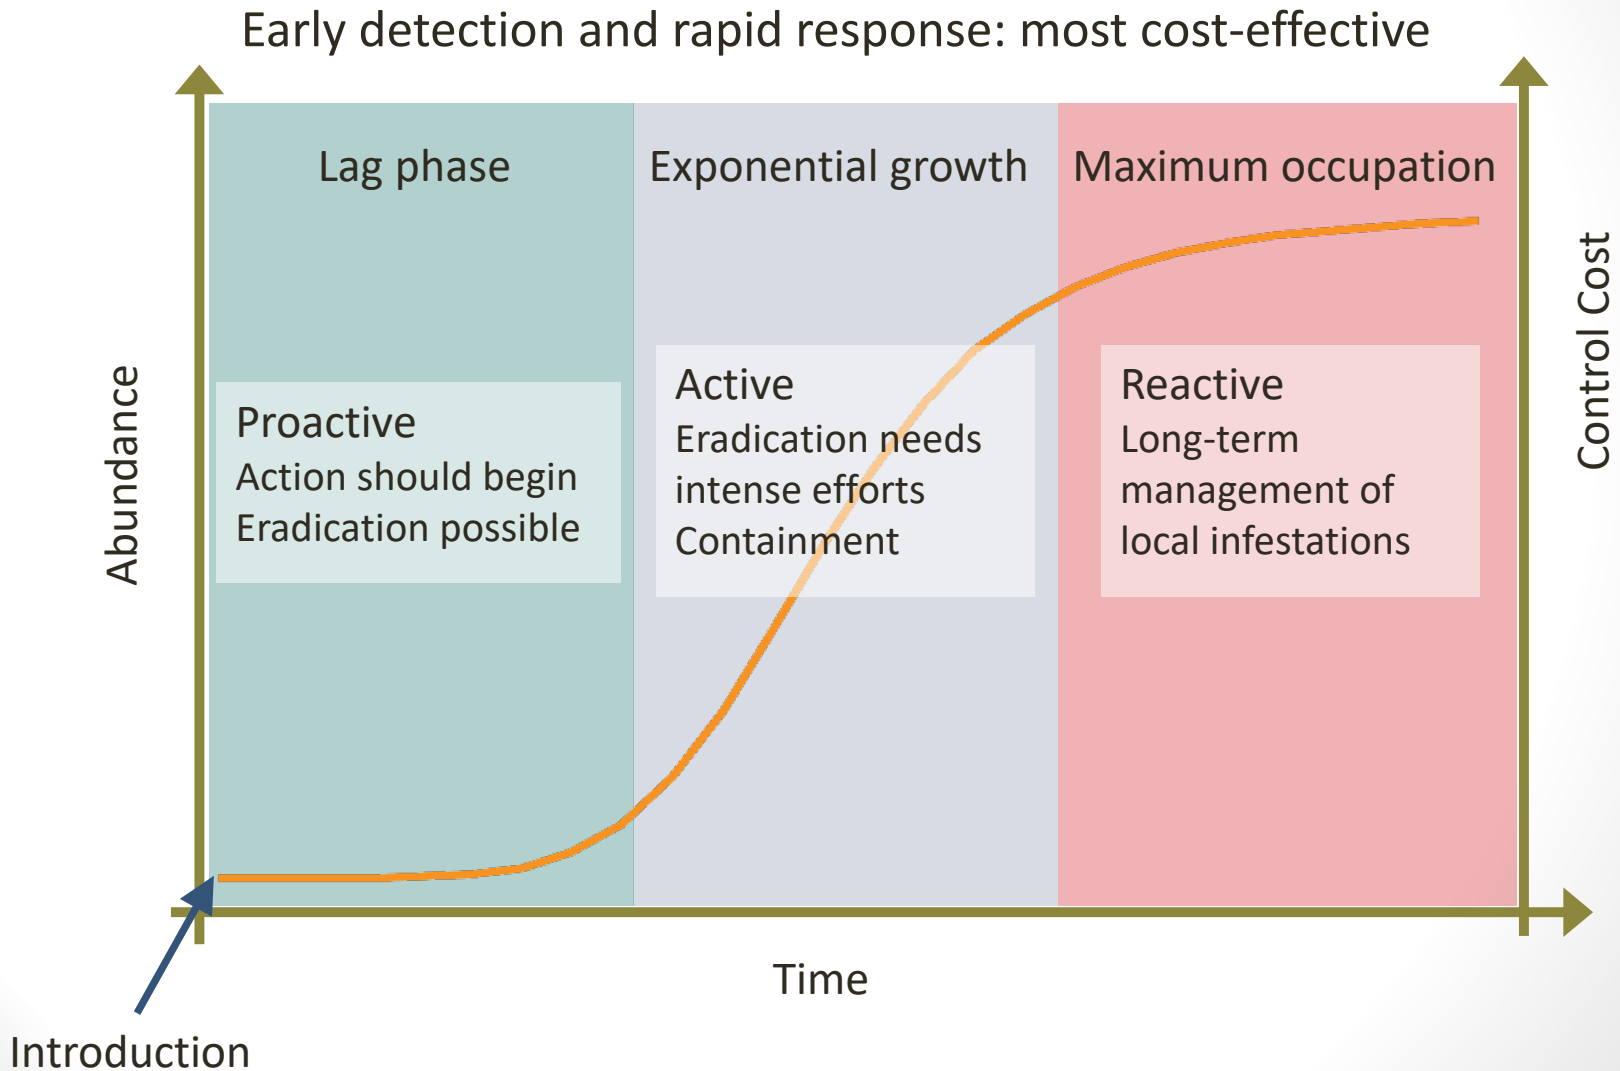 Early detection and rapid response: most cost-effective
Lag phase
Exponential growth
Maximum occupation
Abundance
Control Cost
Proactive
Action should begin
Eradication possible
Active
Eradication needs
intense efforts
Containment
Reactive
Long-term
management of
local infestations
Time
Introduction